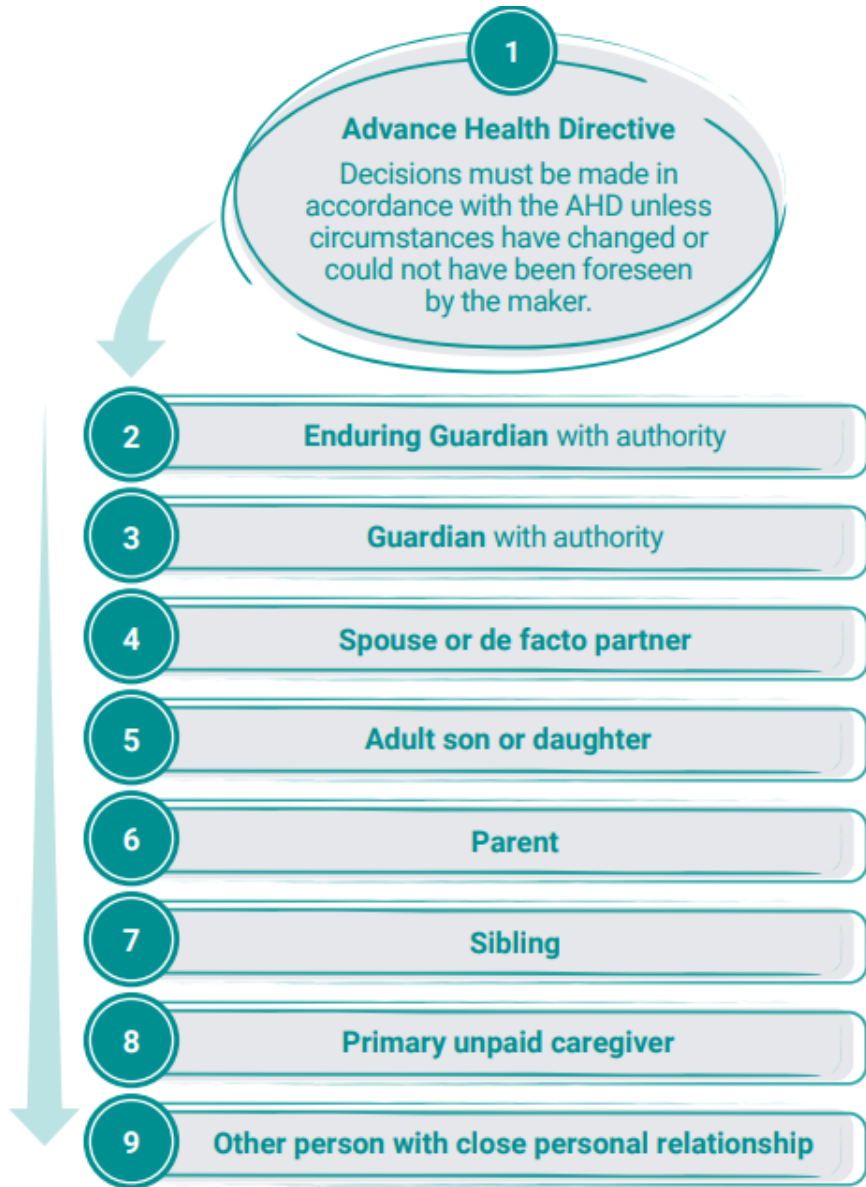 1
Advance Health Directive
Decisions must be made in
accordance with the AHD unless
circumstances have changed or
could not have been foreseen
by the maker.
2 Enduring Guardian with authority
3 Guardian with authority
4 Spouse or de facto partner
5 Adult son or daughter
6 Parent
7 Sibling
8 Primary unpaid caregiver
9 Other person with close personal relationship